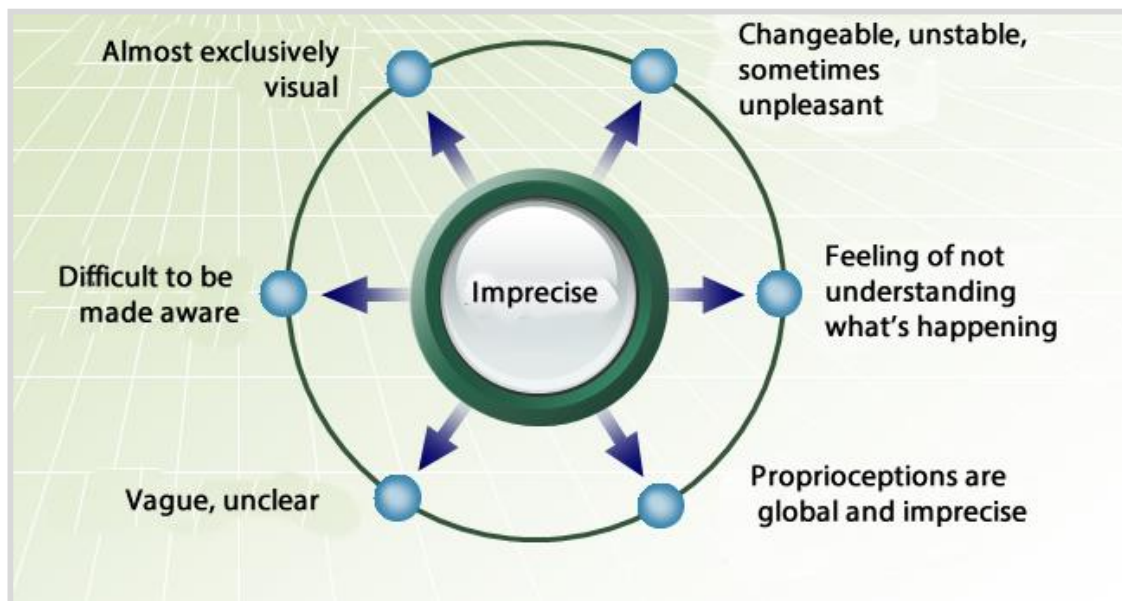 Almost exclusively
visual
Changeable, unstable,
sometimes
unpleasant
Difficult to be
made aware
Imprecise
Feeling of not
understanding
what's happening
Vague, unclear
Proprioceptions are
global and imprecise